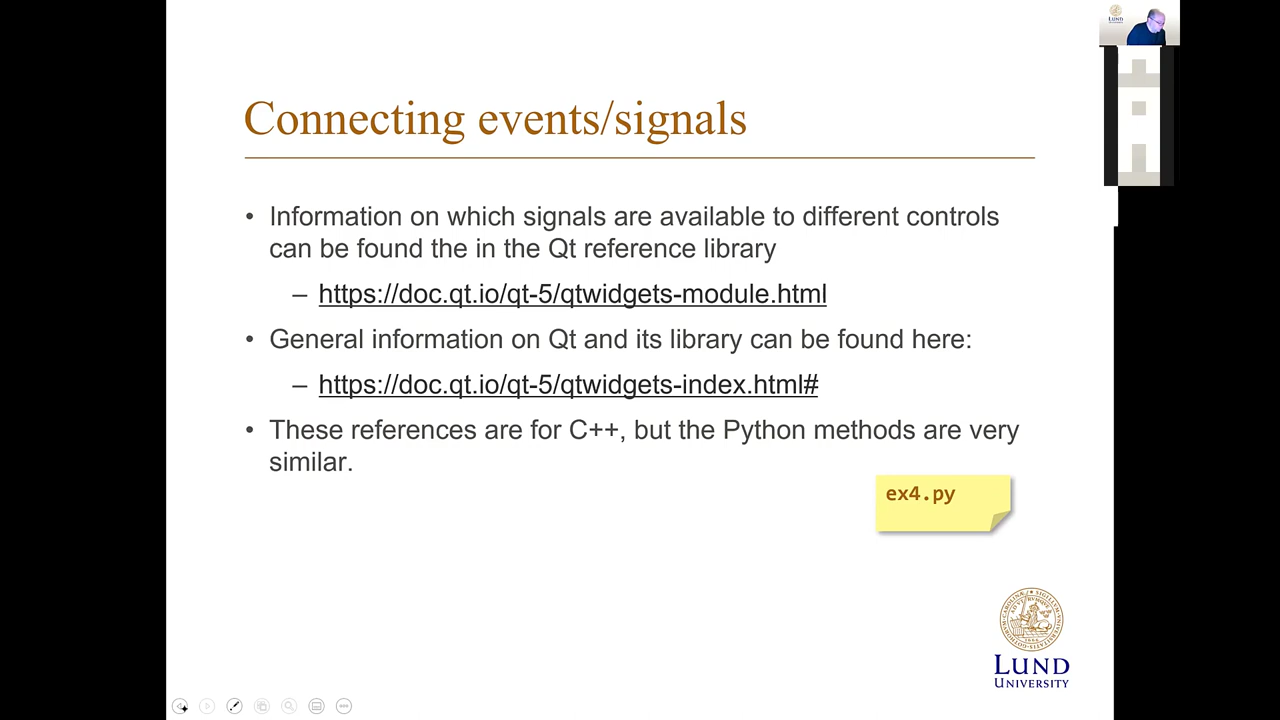 LUND
Connecting events/signals
• Information on which signals are available to different controls
can be found the in the Qt reference library
– https://doc.qt.io/qt-5/qtwidgets-module.html
• General information on Qt and its library can be found here:
– https://doc.qt.io/qt-5/qtwidgets-index.html#
• These references are for C++, but the Python methods are very
similar.
ex4.py
LUND
UNIVERSITY